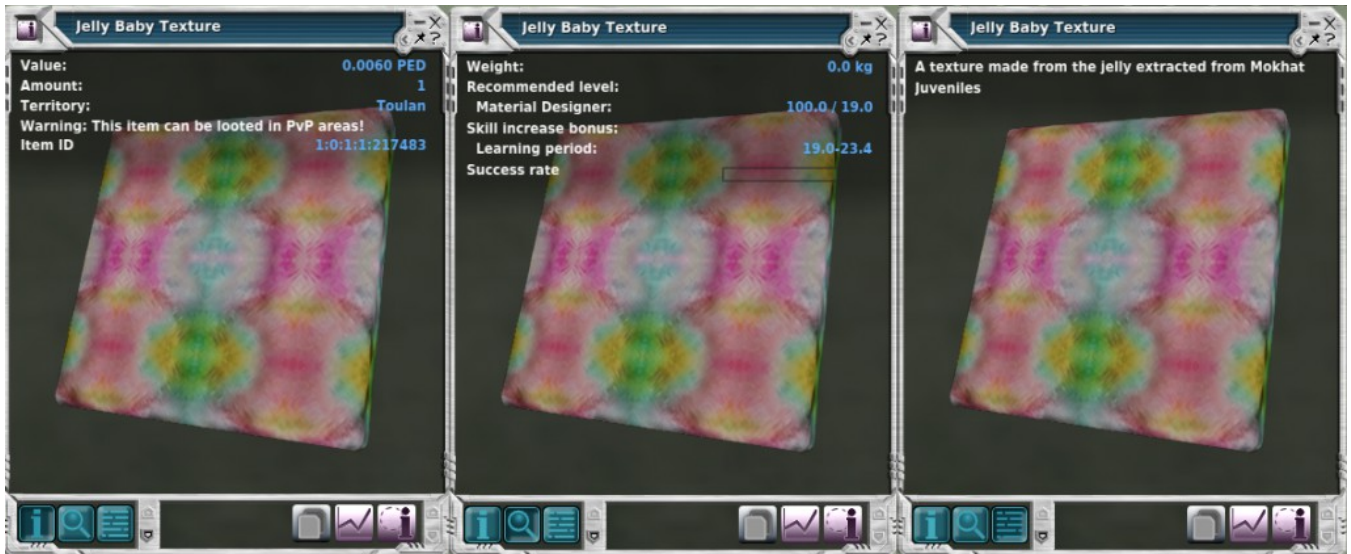 Jelly Baby Texture
Value: 0.0060 PED
Amount: 1
Territory: Toulan
Warning: This item can be looted in PvP areas!
Item ID 1:0:1:1:217483
Jelly Baby Texture
Weight: 0.0 kg
Recommended level:
Material Designer: 100.0 / 19.0
Skill increase bonus:
Learning period: 19.0-23.4
Success rate
Jelly Baby Texture
A texture made from the jelly extracted from Mokhat
Juveniles